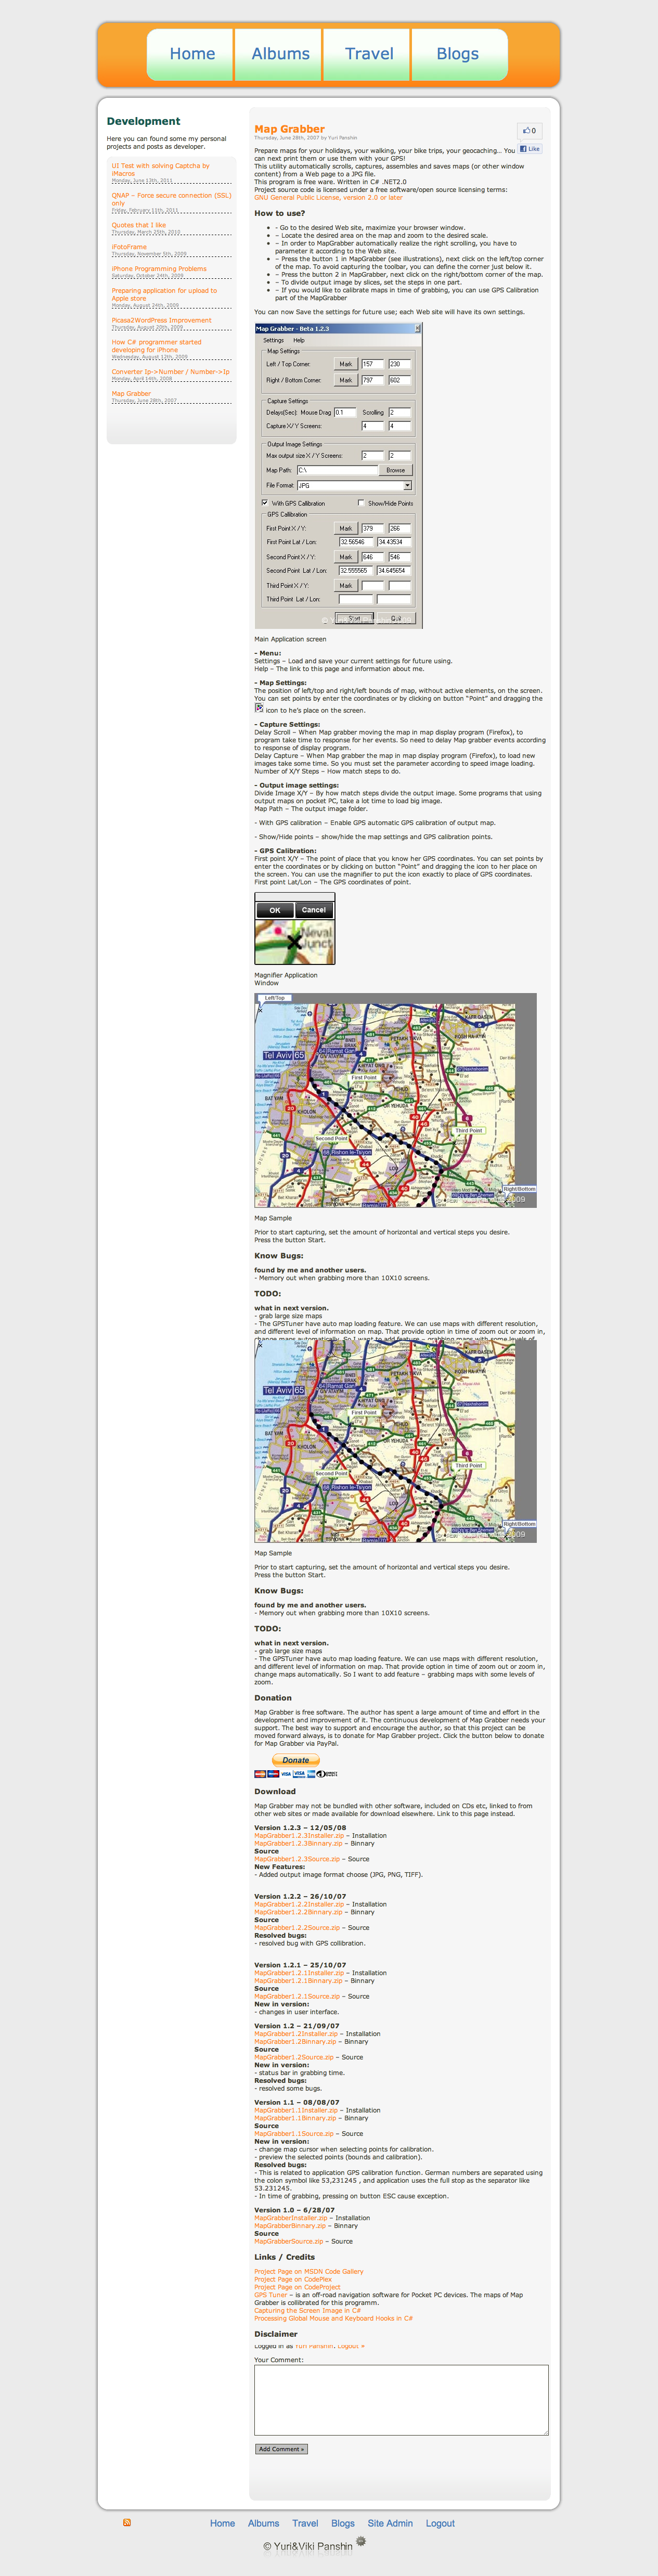 Home
Albums
Travel
Blogs
Development
Here you can found some my personal
projects and posts as developer.
UI Test with solving Captcha by
iMacros
Monday, June 13th, 2011
QNAP – Force secure connection (SSL)
only
Friday, February 11th, 2011
Quotes that I like
Thursday, March 25th, 2010
iFotoFrame
Thursday, November 5th, 2009
iPhone Programming Problems
Saturday, October 24th, 2009
Preparing application for upload to
Apple store
Monday, August 24th, 2009
Picasa2WordPress Improvement
Thursday, August 20th, 2009
How C# programmer started
developing for iPhone
Wednesday, August 12th, 2009
Converter Ip->Number / Number->Ip
Monday, April 14th, 2008
Map Grabber
Thursday, June 28th, 2007
Map Grabber
Thursday, June 28th, 2007 by Yuri Panshin
0
Like
Prepare maps for your holidays, your walking, your bike trips, your geocaching... You
can next print them or use them with your GPS!
This utility automatically scrolls, captures, assembles and saves maps (or other window
content) from a Web page to a JPG file.
This program is free ware. Written in C# .NET2.0
Project source code is licensed under a free software/open source licensing terms:
GNU General Public License, version 2.0 or later
How to use?
- Go to the desired Web site, maximize your browser window.
– Locate the desired area on the map and zoom to the desired scale.
– In order to MapGrabber automatically realize the right scrolling, you have to
parameter it according to the Web site.
– Press the button 1 in MapGrabber (see illustrations), next click on the left/top corner
of the map. To avoid capturing the toolbar, you can define the corner just below it.
– Press the button 2 in MapGrabber, next click on the right/bottom corner of the map.
– To divide output image by slices, set the steps in one part.
– If you would like to calibrate maps in time of grabbing, you can use GPS Calibration
part of the MapGrabber
You can now Save the settings for future use; each Web site will have its own settings.
Map Grabber - Beta 1.2.3
Settings Help
Map Settings
Left / Top Corner: Mark 157 230
Right / Bottom Corner: Mark 797 602
Capture Settings
Delays(Sec): Mouse Drag 0.1 Scrolling 2
Capture X/Y Screens: 4 4
Output Image Settings
Max output size X / Y Screens: 2 2
Map Path: C:\ Browse
File Format: JPG
With GPS Calibration Show/Hide Points
GPS Calibration
First Point X / Y: Mark 379 266
First Point Lat / Lon: 32.56546 34.43534
Second Point X / Y: Mark 646 546
Second Point Lat / Lon: 32.555565 34.645654
Third Point X / Y: Mark
Third Point Lat / Lon:
Start
Main Application screen
- Menu:
Settings – Load and save your current settings for future using.
Help – The link to this page and information about me.
- Map Settings:
The position of left/top and right/left bounds of map, without active elements, on the screen.
You can set points by enter the coordinates or by clicking on button “Point” and dragging the
icon to he’s place on the screen.
- Capture Settings:
Delay Scroll – When Map grabber moving the map in map display program (Firefox), to
program take time to response for her events. So need to delay Map grabber events according
to response of display program.
Delay Capture – When Map grabber the map in map display program (Firefox), to load new
images take some time. So you must set the parameter according to speed image loading.
Number of X/Y Steps – How match steps to do.
- Output image settings:
Divide Image X/Y – By how match steps divide the output image. Some programs that using
output maps on pocket PC, take a lot time to load big image.
Map Path – The output image folder.
- With GPS calibration – Enable GPS automatic GPS calibration of output map.
- Show/Hide points – show/hide the map settings and GPS calibration points.
- GPS Calibration:
First point X/Y – The point of place that you know her GPS coordinates. You can set points by
enter the coordinates or by clicking on button “Point” and dragging the icon to her place on
the screen. You can use the magnifier to put the icon exactly to place of GPS coordinates.
First point Lat/Lon – The GPS coordinates of point.
OK Cancel
Neval
unct
Magnifier Application
Window
Left/Top
Tel Aviv 65
Ramat Gan
PETAKH TIKVA
KAFR QASEM
First Point
BAT YAM
KHOLON
OR YEHUDA
Second Point
Third Point
Rishon le-Tsiyon
LOD
Right/Bottom
2009
Map Sample
Prior to start capturing, set the amount of horizontal and vertical steps you desire.
Press the button Start.
Know Bugs:
found by me and another users.
- Memory out when grabbing more than 10X10 screens.
TODO:
what in next version.
- grab large size maps
- The GPSTuner have auto map loading feature. We can use maps with different resolution,
and different level of information on map. That provide option in time of zoom out or zoom in,
change maps automatically. So I want to add feature – grabbing maps with some levels of
Tel Aviv 65
Ramat Gan
PETAKH TIKVA
First Point
BAT YAM
KHOLON
OR YEHUDA
Second Point
Third Point
Rishon le-Tsiyon
LOD
Right/Bottom
2009
Map Sample
Prior to start capturing, set the amount of horizontal and vertical steps you desire.
Press the button Start.
Know Bugs:
found by me and another users.
- Memory out when grabbing more than 10X10 screens.
TODO:
what in next version.
- grab large size maps
- The GPSTuner have auto map loading feature. We can use maps with different resolution,
and different level of information on map. That provide option in time of zoom out or zoom in,
change maps automatically. So I want to add feature – grabbing maps with some levels of
zoom.
Donation
Map Grabber is free software. The author has spent a large amount of time and effort in the
development and improvement of it. The continuous development of Map Grabber needs your
support. The best way to support and encourage the author, so that this project can be
moved forward always, is to donate for Map Grabber project. Click the button below to donate
for Map Grabber via PayPal.
Donate
VISA VISA
Download
Map Grabber may not be bundled with other software, included on CDs etc, linked to from
other web sites or made available for download elsewhere. Link to this page instead.
Version 1.2.3 – 12/05/08
MapGrabber1.2.3Installer.zip – Installation
MapGrabber1.2.3Binnary.zip – Binnary
Source
MapGrabber1.2.3Source.zip – Source
New Features:
- Added output image format choose (JPG, PNG, TIFF).
Version 1.2.2 – 26/10/07
MapGrabber1.2.2Installer.zip – Installation
MapGrabber1.2.2Binnary.zip – Binnary
Source
MapGrabber1.2.2Source.zip – Source
Resolved bugs:
- resolved bug with GPS collibration.
Version 1.2.1 – 25/10/07
MapGrabber1.2.1Installer.zip – Installation
MapGrabber1.2.1Binnary.zip – Binnary
Source
MapGrabber1.2.1Source.zip – Source
New in version:
- changes in user interface.
Version 1.2 – 21/09/07
MapGrabber1.2Installer.zip – Installation
MapGrabber1.2Binnary.zip – Binnary
Source
MapGrabber1.2Source.zip – Source
New in version:
- status bar in grabbing time.
Resolved bugs:
- resolved some bugs.
Version 1.1 – 08/08/07
MapGrabber1.1Installer.zip – Installation
MapGrabber1.1Binnary.zip – Binnary
Source
MapGrabber1.1Source.zip – Source
New in version:
- change map cursor when selecting points for calibration.
- preview the selected points (bounds and calibration).
Resolved bugs:
- This is related to application GPS calibration function. German numbers are separated using
the colon symbol like 53,231245 , and application uses the full stop as the separator like
53.231245.
- In time of grabbing, pressing on button ESC cause exception.
Version 1.0 – 6/28/07
MapGrabberInstaller.zip – Installation
MapGrabberBinnary.zip – Binnary
Source
MapGrabberSource.zip – Source
Links / Credits
Project Page on MSDN Code Gallery
Project Page on CodePlex
Project Page on CodeProject
GPS Tuner – is an off-road navigation software for Pocket PC devices. The maps of Map
Grabber is collibrated for this programm.
Capturing the Screen Image in C#
Processing Global Mouse and Keyboard Hooks in C#
Disclaimer
Logged in as Yuri Panshin. Logout »
Your Comment:
Add Comment »
Home Albums Travel Blogs Site Admin Logout
© Yuri&Viki Panshin